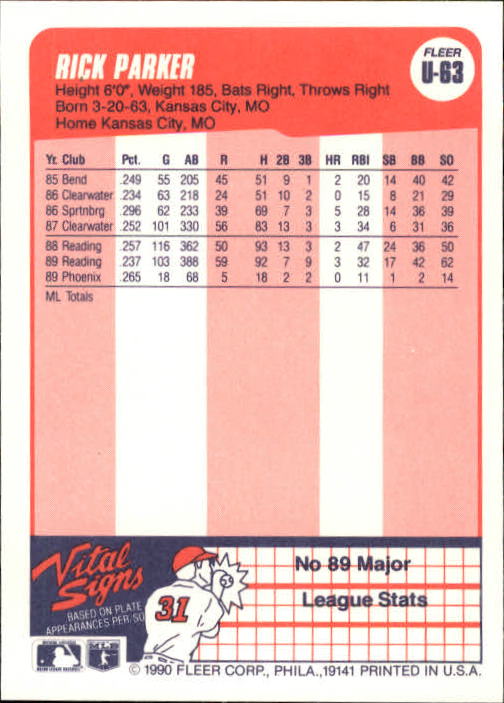 RICK PARKER
FLEER
U-63
Height 6'0", Weight 185, Bats Right, Throws Right
Born 3-20-63, Kansas City, MO
Home Kansas City, MO
Yr. Club Pct. G AB R H 2B 3B HR RBI SB BB SO
85 Bend .249 55 205 45 51 9 1 2 20 14 40 42
86 Clearwater .234 63 218 24 51 10 2 0 15 8 21 29
86 Sprtnbrg .296 62 233 39 69 7 3 5 28 14 36 39
87 Clearwater .252 101 330 56 83 13 3 3 34 6 31 36
88 Reading .257 116 362 50 93 13 3 2 47 24 36 50
89 Reading .237 103 388 59 92 7 9 3 32 17 42 62
89 Phoenix .265 18 68 5 18 2 2 0 11 1 2 14
ML Totals
Vital
Signs
BASED ON PLATE
APPEARANCES PER/SO
31
No 89 Major
League Stats
© 1990 FLEER CORP., PHILA.,19141 PRINTED IN U.S.A.